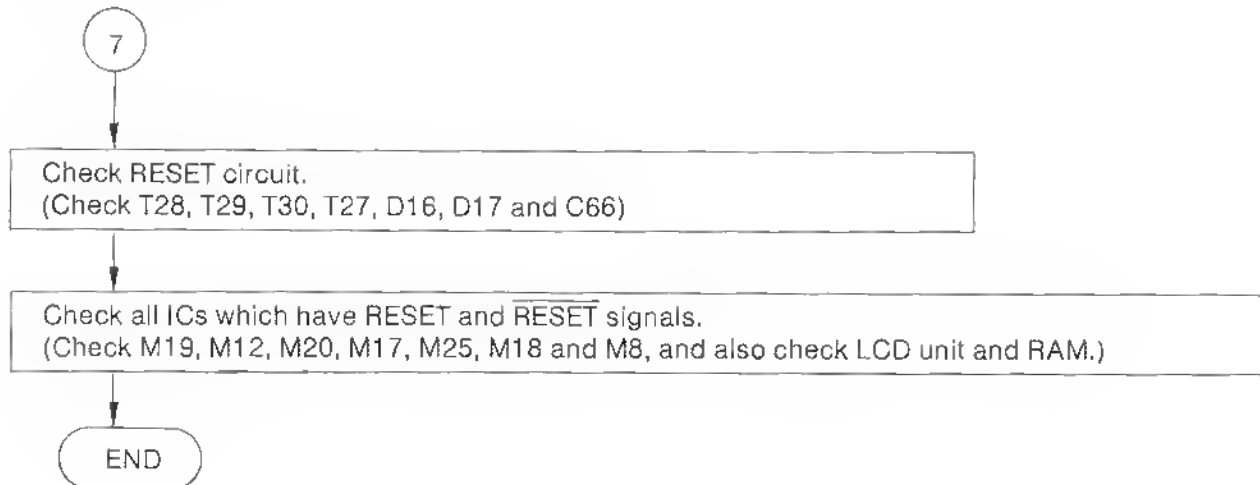 7
Check RESET circuit.
(Check T28, T29, T30, T27, D16, D17 and C66)
Check all ICs which have RESET and R̅E̅S̅E̅T̅ signals.
(Check M19, M12, M20, M17, M25, M18 and M8, and also check LCD unit and RAM.)
END